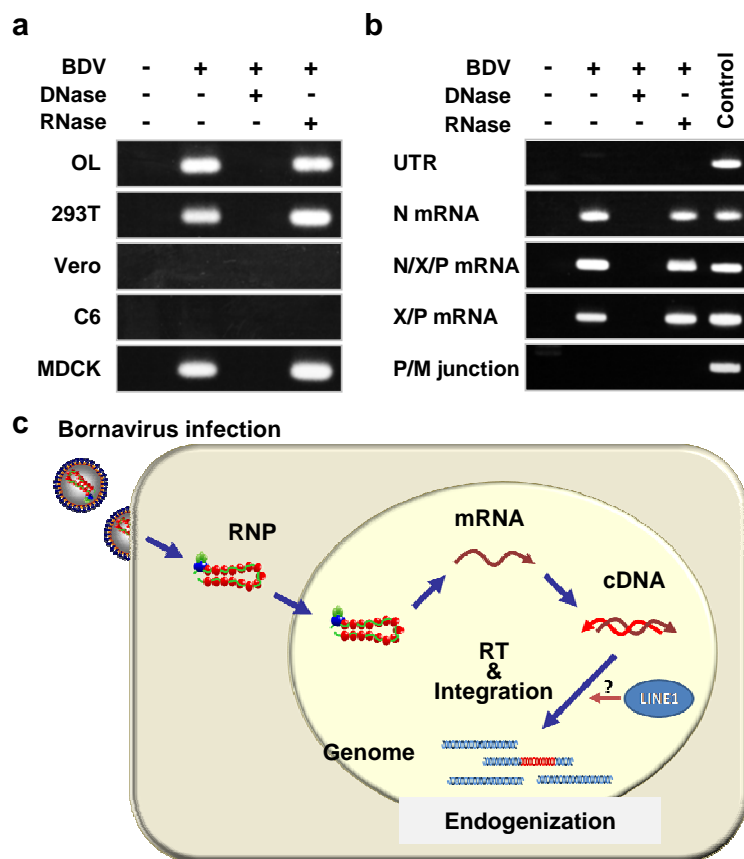 a
BDV - + + +
DNase - - + -
RNase - - - +
OL
293T
Vero
C6
MDCK
b
BDV - + + +
DNase - - + -
RNase - - - +
Control
UTR
N mRNA
N/X/P mRNA
X/P mRNA
P/M junction
c
Bornavirus infection
RNP
mRNA
cDNA
RT
&
Integration
?
LINE1
Genome
Endogenization